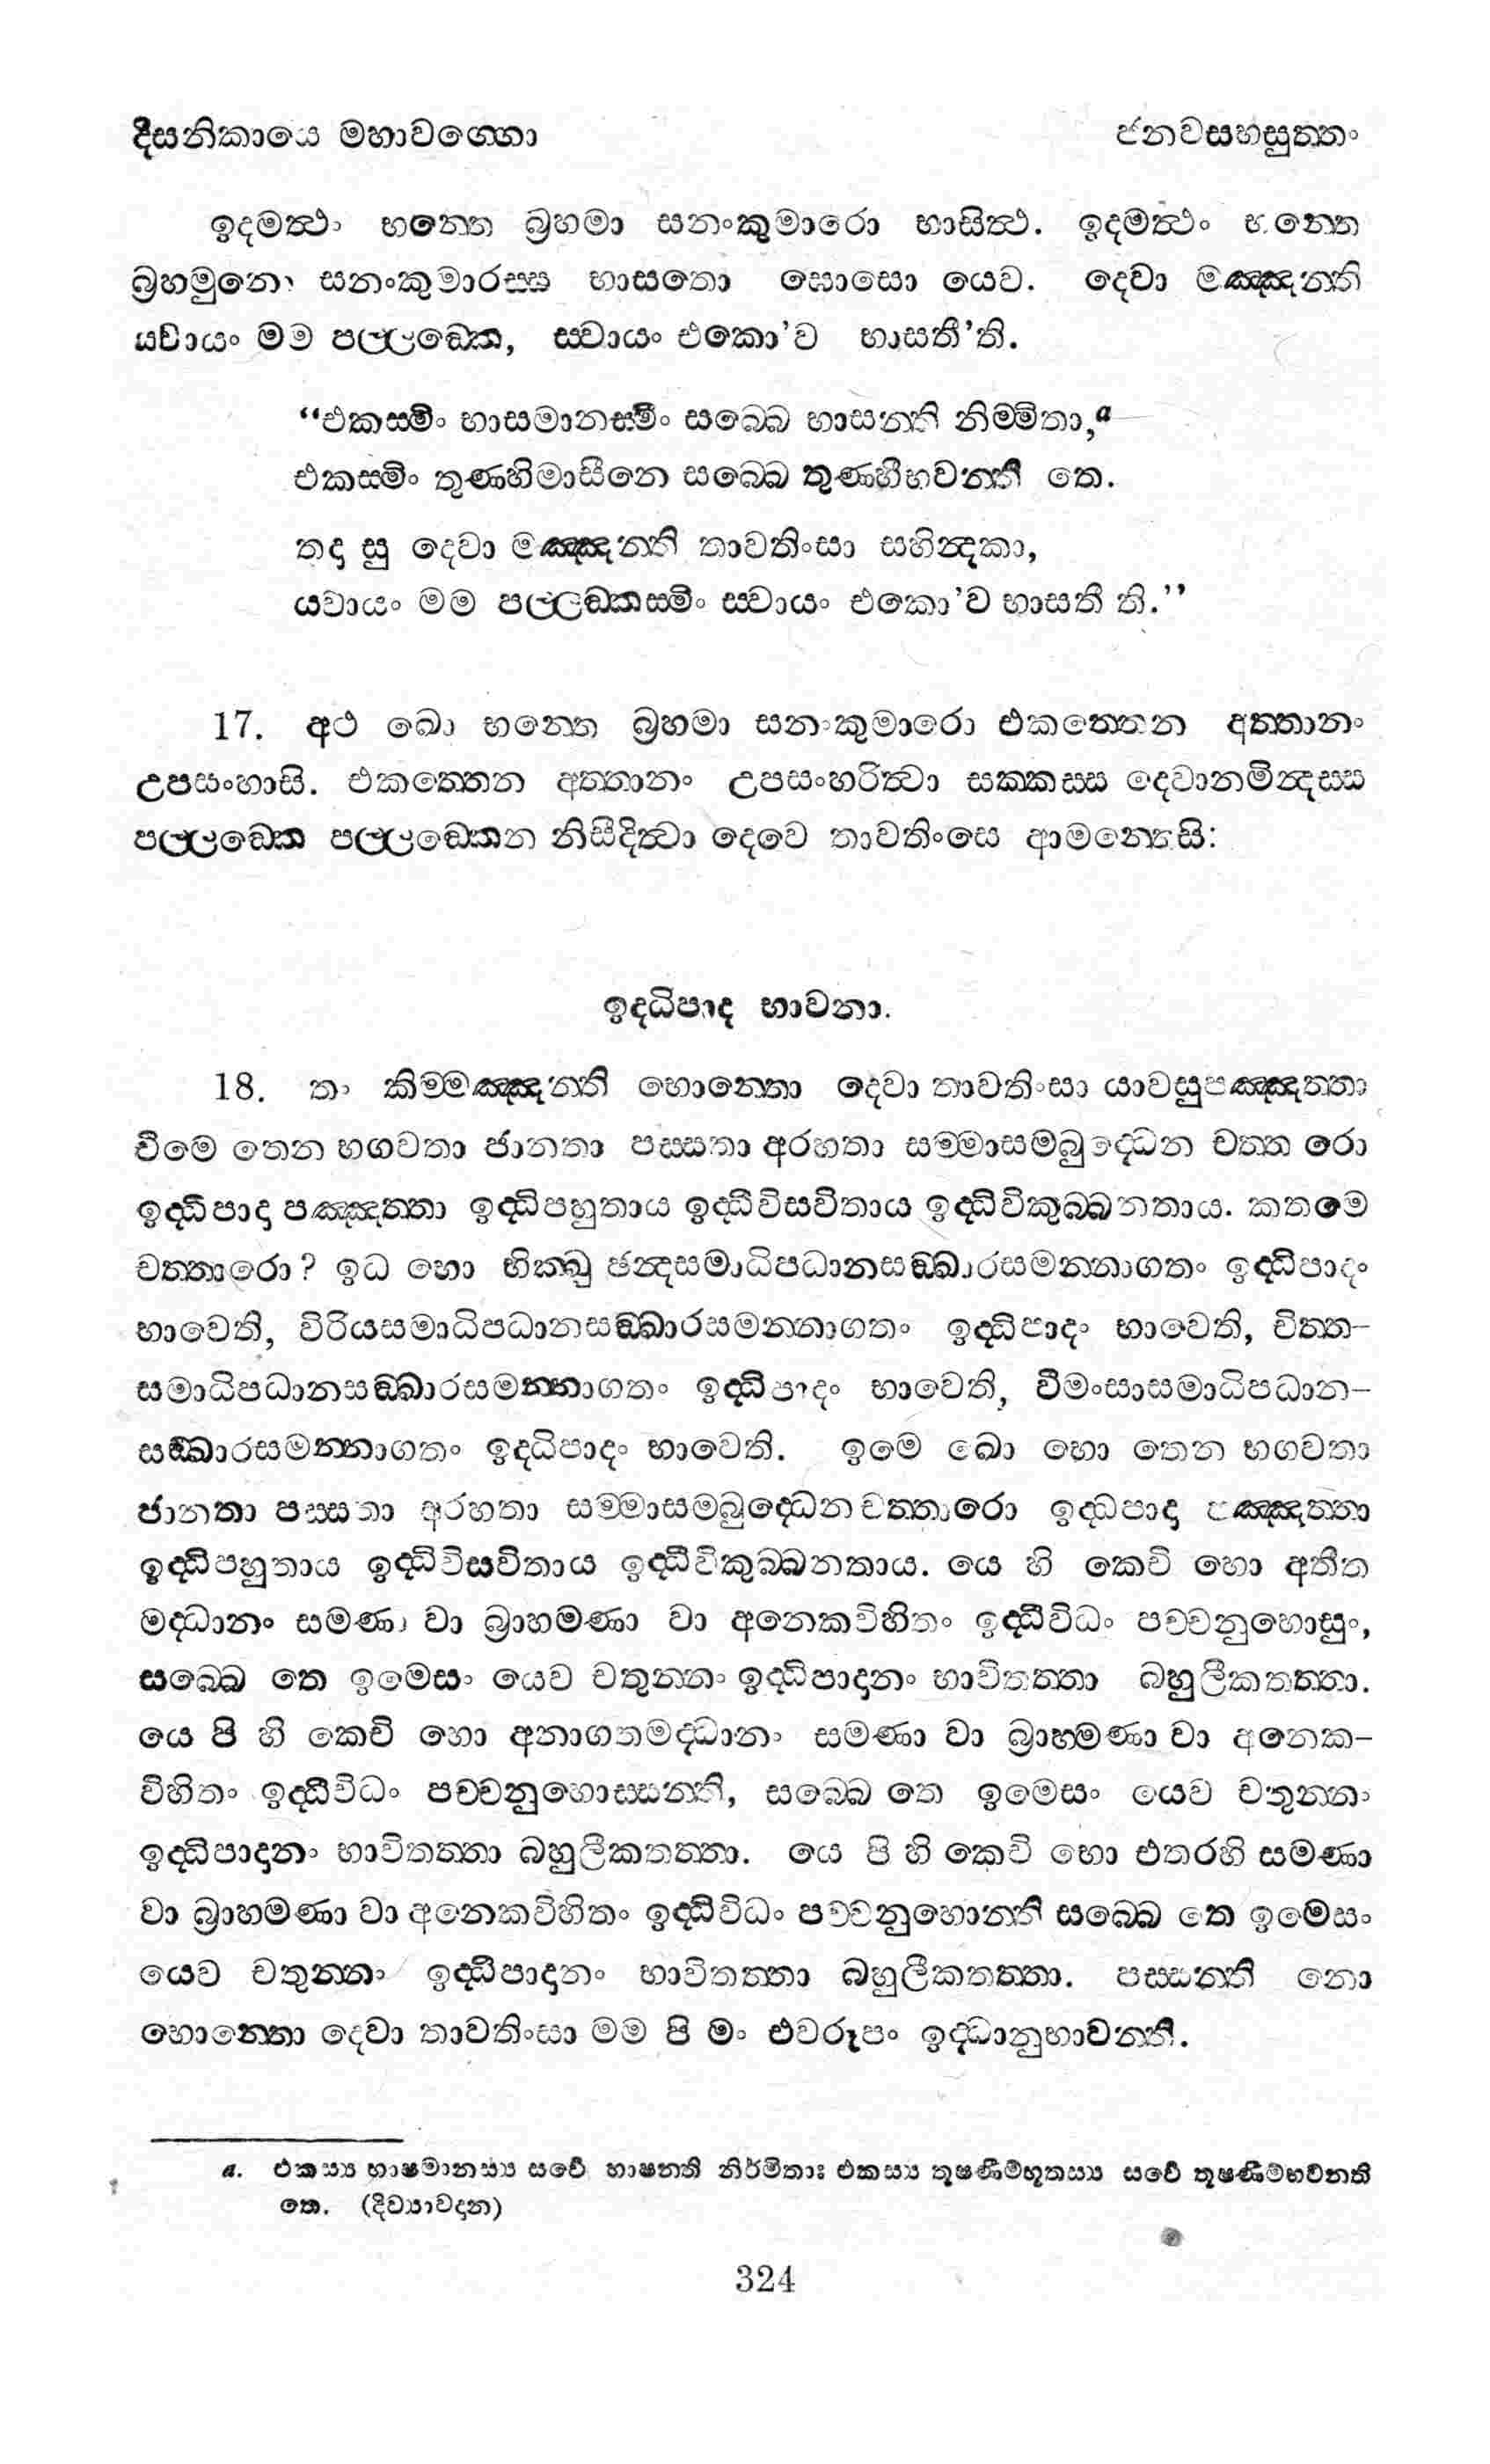 දීඝනිකායෙ මහාවග්ගො ජනවසභසුත්තං
ඉදමත්ථං භන්තෙ බ්‍රහ්මා සනංකුමාරො භාසිත්ථ. ඉදමත්ථං භන්තෙ
බ්‍රහ්මුනො සනංකුමාරස්ස භාසතො ඝොසො යෙව. දෙවා මඤ්ඤන්ති
ය්වායං මම පල්ලඞ්කෙ, ස්වායං එකො'ව භාසතී'ති.
“එකස්මිං භාසමානස්මිං සබ්බෙ භාසන්ති නිම්මිතා,a
එකස්මිං තුණ්හිමාසීනෙ සබ්බෙ තුණ්හීභවන්ති තෙ.
තදා සු දෙවා මඤ්ඤන්ති තාවතිංසා සහින්දකා,
ය්වායං මම පල්ලඞ්කස්මිං ස්වායං එකො'ව භාසතී ති.”
17. අථ ඛො භන්තෙ බ්‍රහ්මා සනංකුමාරො එකත්තෙන අත්තානං
උපසංහාසි. එකත්තෙන අත්තානං උපසංහරිත්වා සක්කස්ස දෙවානමින්දස්ස
පල්ලඞ්කෙ පල්ලඞ්කෙන නිසීදිත්වා දෙවෙ තාවතිංසෙ ආමන්තෙසි:
ඉද්ධිපාද භාවනා.
18. තං කිම්මඤ්ඤන්ති භොන්තො දෙවා තාවතිංසා යාවසුපඤ්ඤත්තා
චීමෙ තෙන භගවතා ජානතා පස්සතා අරහතා සම්මාසම්බුද්ධෙන චත්තාරො
ඉද්ධිපාදා පඤ්ඤත්තා ඉද්ධිපහුතාය ඉද්ධිවිසවිතාය ඉද්ධිවිකුබ්බනතාය. කතමෙ
චත්තාරො? ඉධ භො භික්ඛු ඡන්දසමාධිපධානසඞ්ඛාරසමන්නාගතං ඉද්ධිපාදං
භාවෙති, විරියසමාධිපධානසඞ්ඛාරසමන්නාගතං ඉද්ධිපාදං භාවෙති, චිත්ත-
සමාධිපධානසඞ්ඛාරසමන්නාගතං ඉද්ධිපාදං භාවෙති, වීමංසාසමාධිපධාන-
සඞ්ඛාරසමන්නාගතං ඉද්ධිපාදං භාවෙති. ඉමෙ ඛො භො තෙන භගවතා
ජානතා පස්සතා අරහතා සම්මාසම්බුද්ධෙන චත්තාරො ඉද්ධිපාදා පඤ්ඤත්තා
ඉද්ධිපහුතාය ඉද්ධිවිසවිතාය ඉද්ධිවිකුබ්බනතාය. යෙ හි කෙචි භො අතීත
මද්ධානං සමණා වා බ්‍රාහ්මණා වා අනෙකවිහිතං ඉද්ධිවිධං පච්චනුභොසුං,
සබ්බෙ තෙ ඉමෙසං යෙව චතුන්නං ඉද්ධිපාදානං භාවිතත්තා බහුලීකතත්තා.
යෙ පි හි කෙචි භො අනාගතමද්ධානං සමණා වා බ්‍රාහ්මණා වා අනෙක-
විහිතං ඉද්ධිවිධං පච්චනුභොස්සන්ති, සබ්බෙ තෙ ඉමෙසං යෙව චතුන්නං
ඉද්ධිපාදානං භාවිතත්තා බහුලීකතත්තා. යෙ පි හි කෙචි භො එතරහි සමණා
වා බ්‍රාහ්මණා වා අනෙකවිහිතං ඉද්ධිවිධං පච්චනුභොන්ති සබ්බෙ තෙ ඉමෙසං
යෙව චතුන්නං ඉද්ධිපාදානං භාවිතත්තා බහුලීකතත්තා. පස්සන්ති නො
භොන්තො දෙවා තාවතිංසා මම පි මං එවරූපං ඉද්ධානුභාවන්ති.
a. එකස්‍ය භාෂමානස්‍ය සර්වේ භාෂන්ති නිර්මිතාඃ එකස්‍ය තූෂණීම්භූතස්‍ය සර්වේ තූෂණීම්භවන්ති
තෙ. (දිව්‍යාවදාන)
324